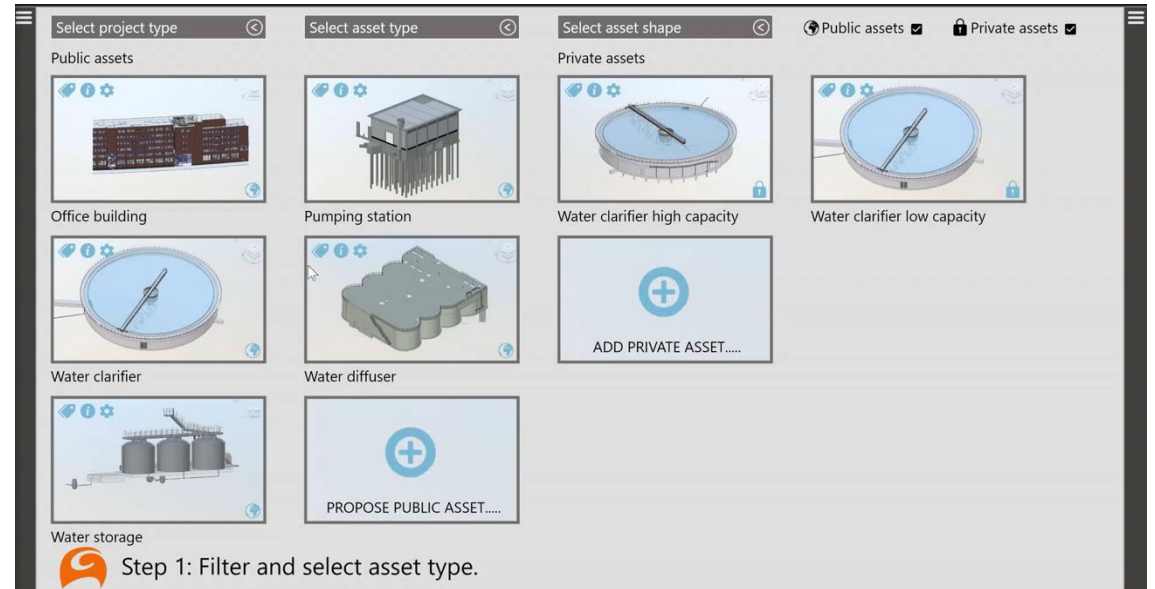 Select project type
Select asset type
Select asset shape
Public assets
Private assets
Public assets
Private assets
Office building
Pumping station
Water clarifier high capacity
Water clarifier low capacity
ADD PRIVATE ASSET.....
Water clarifier
Water diffuser
PROPOSE PUBLIC ASSET.....
Water storage
Step 1: Filter and select asset type.